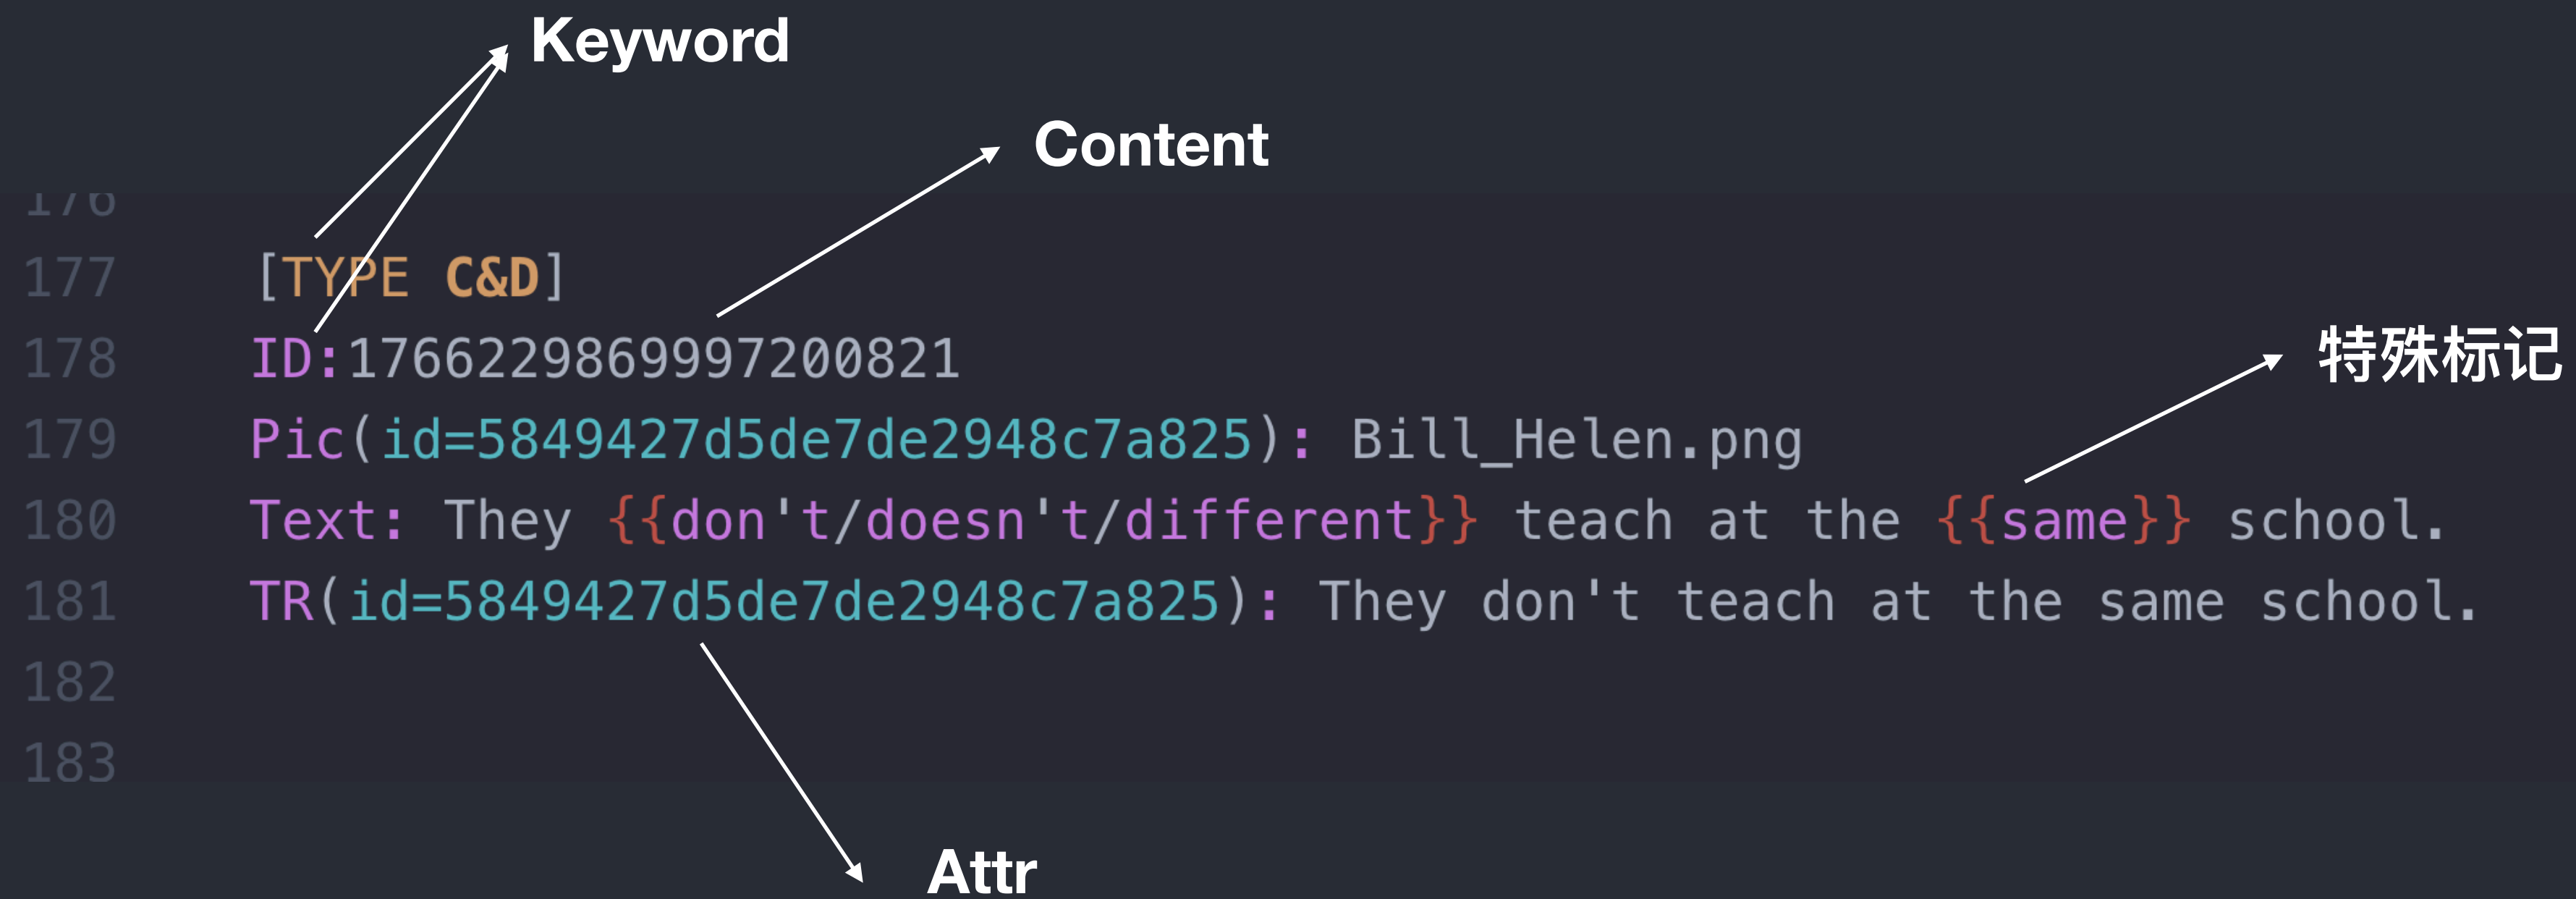 Keyword
Content
176
177 [TYPE C&D]
178 ID:1766229869997200821
特殊标记
179 Pic(id=5849427d5de7de2948c7a825): Bill_Helen.png
180 Text: They {{don't/doesn't/different}} teach at the {{same}} school.
181 TR(id=5849427d5de7de2948c7a825): They don't teach at the same school.
182
183
Attr